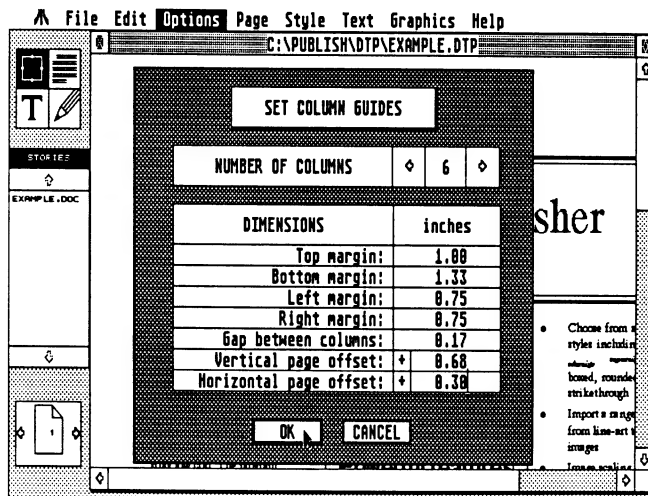 File Edit Options Page Style Text Graphics Help
C:\PUBLISH\DTP\EXAMPLE.DTP
T
STORIES
EXAMPLE.DOC
1
SET COLUMN GUIDES
NUMBER OF COLUMNS 6
DIMENSIONS inches
Top margin: 1.00
Bottom margin: 1.33
Left margin: 0.75
Right margin: 0.75
Gap between columns: 0.17
Vertical page offset: + 0.68
Horizontal page offset: + 0.30
OK CANCEL
sher
• Choose from
styles includin
boxed, rounde
strikethrough
• Import a range
from line-art
images
• Image scaling